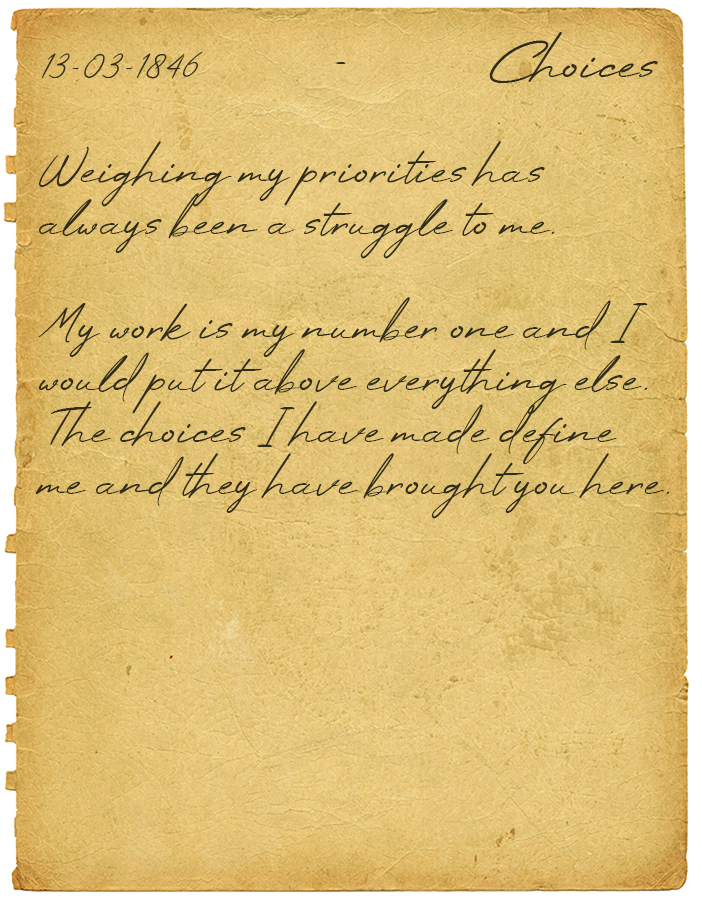 13-03-1846 - Choices
Weighing my priorities has
always been a struggle to me.
My work is my number one and I
would put it above everything else.
The choices I have made define
me and they have brought you here.